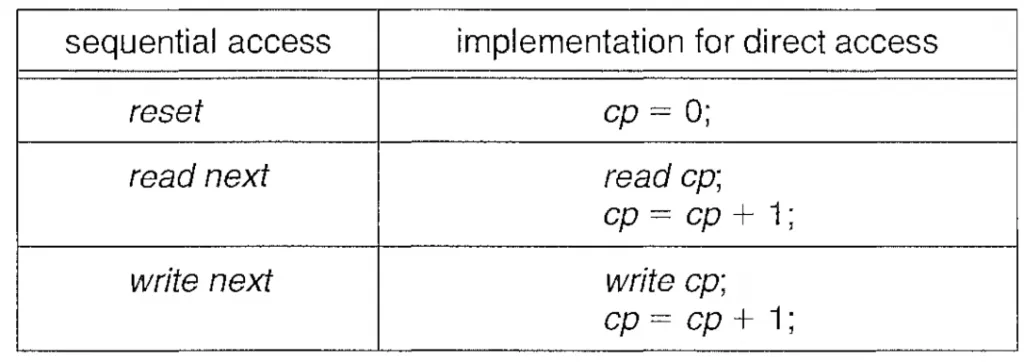 sequential access implementation for direct access
reset cp = 0;
read next read cp;
cp = cp + 1;
write next write cp;
cp = cp + 1;